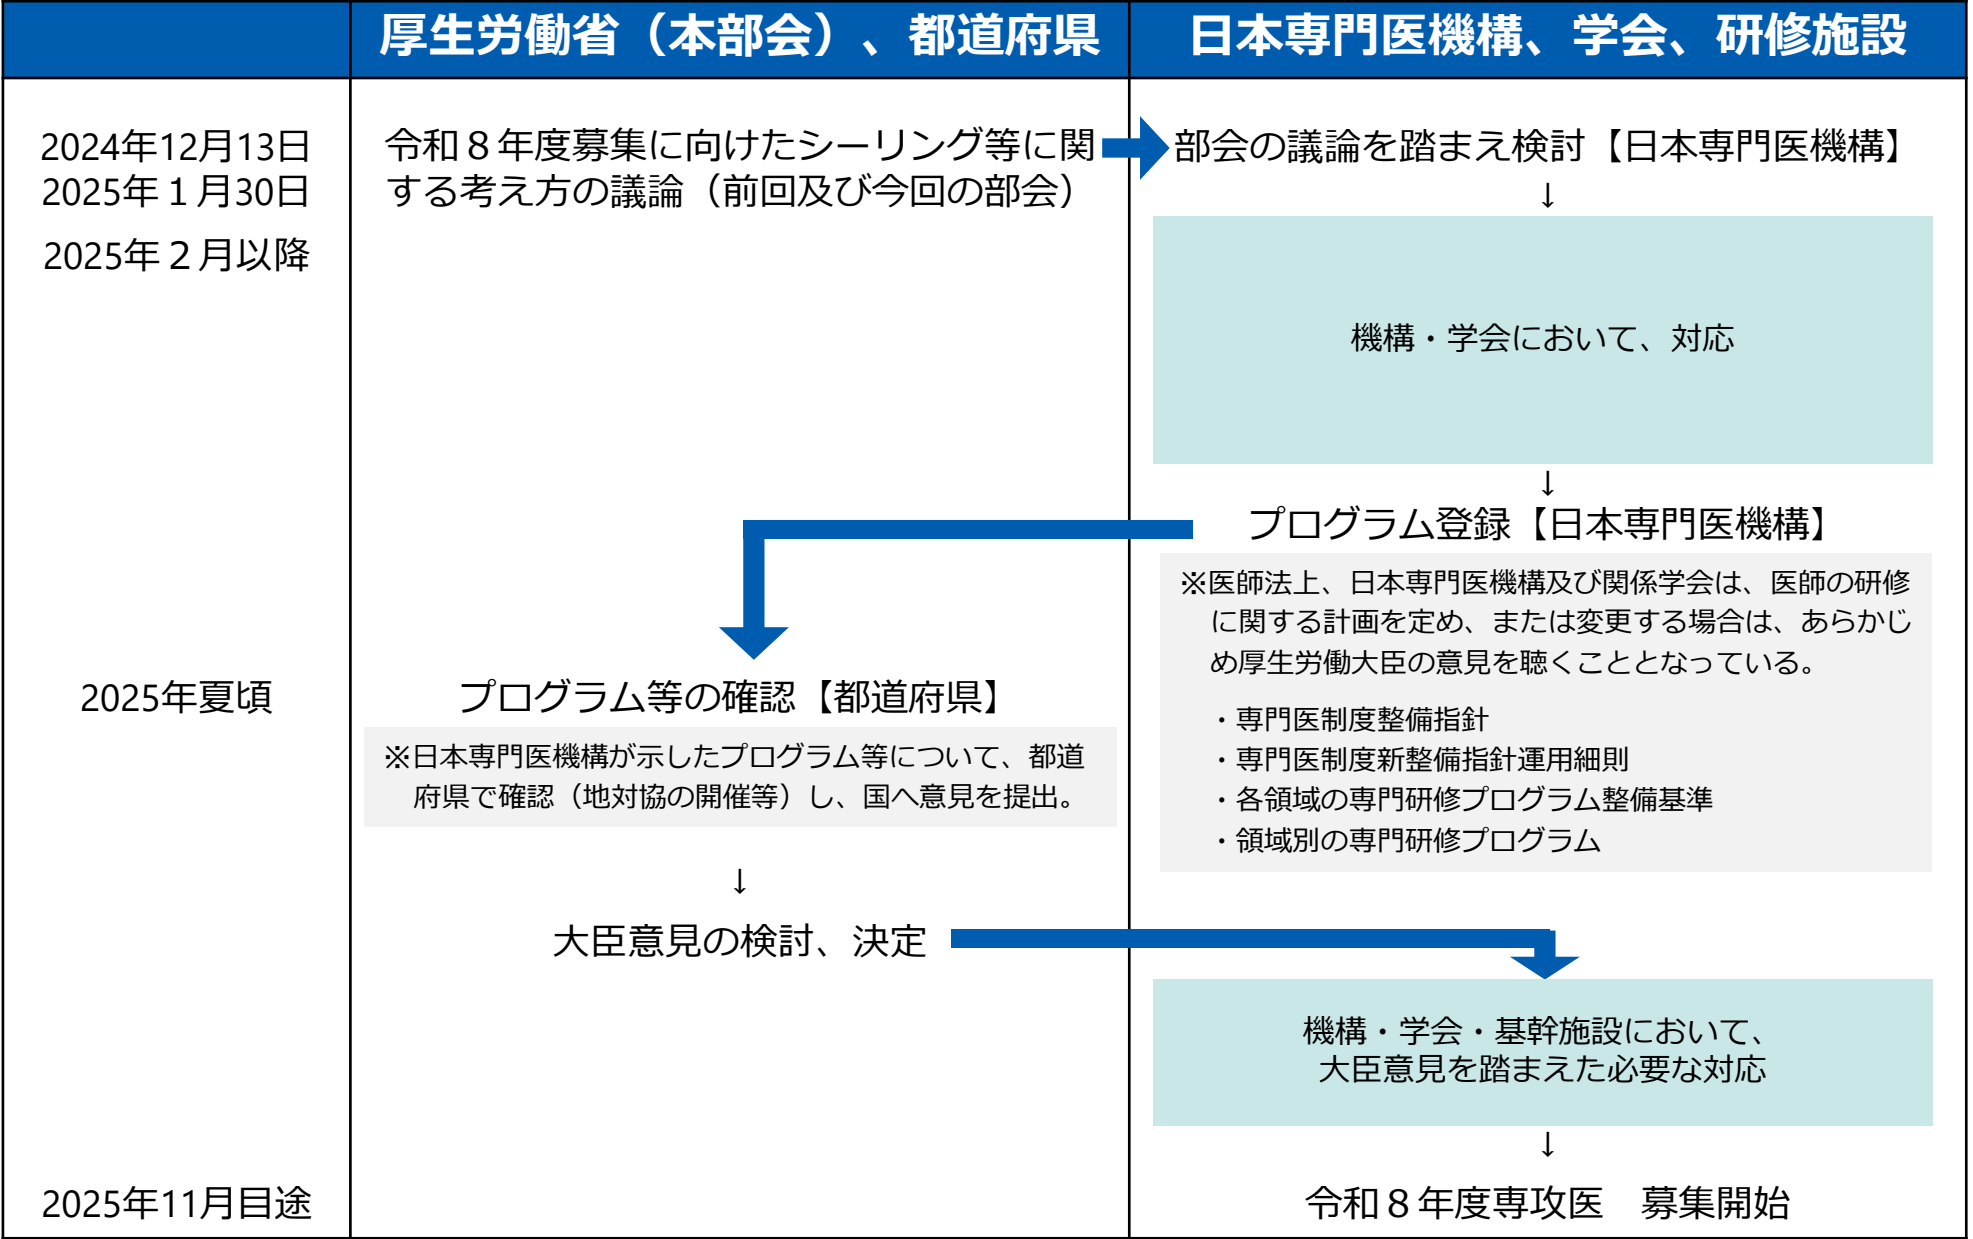 厚生労働省（本部会）、都道府県
日本専門医機構、学会、研修施設
2024年12月13日
2025年１月30日
令和８年度募集に向けたシーリング等に関
する考え方の議論（前回及び今回の部会）
部会の議論を踏まえ検討【日本専門医機構】
↓
2025年２月以降
機構・学会において、対応
↓
プログラム登録【日本専門医機構】
※医師法上、日本専門医機構及び関係学会は、医師の研修
に関する計画を定め、または変更する場合は、あらかじ
め厚生労働大臣の意見を聴くこととなっている。
・専門医制度整備指針
・専門医制度新整備指針運用細則
・各領域の専門研修プログラム整備基準
・領域別の専門研修プログラム
2025年夏頃
プログラム等の確認【都道府県】
※日本専門医機構が示したプログラム等について、都道
府県で確認（地対協の開催等）し、国へ意見を提出。
↓
大臣意見の検討、決定
機構・学会・基幹施設において、
大臣意見を踏まえた必要な対応
↓
2025年11月目途
令和８年度専攻医　募集開始